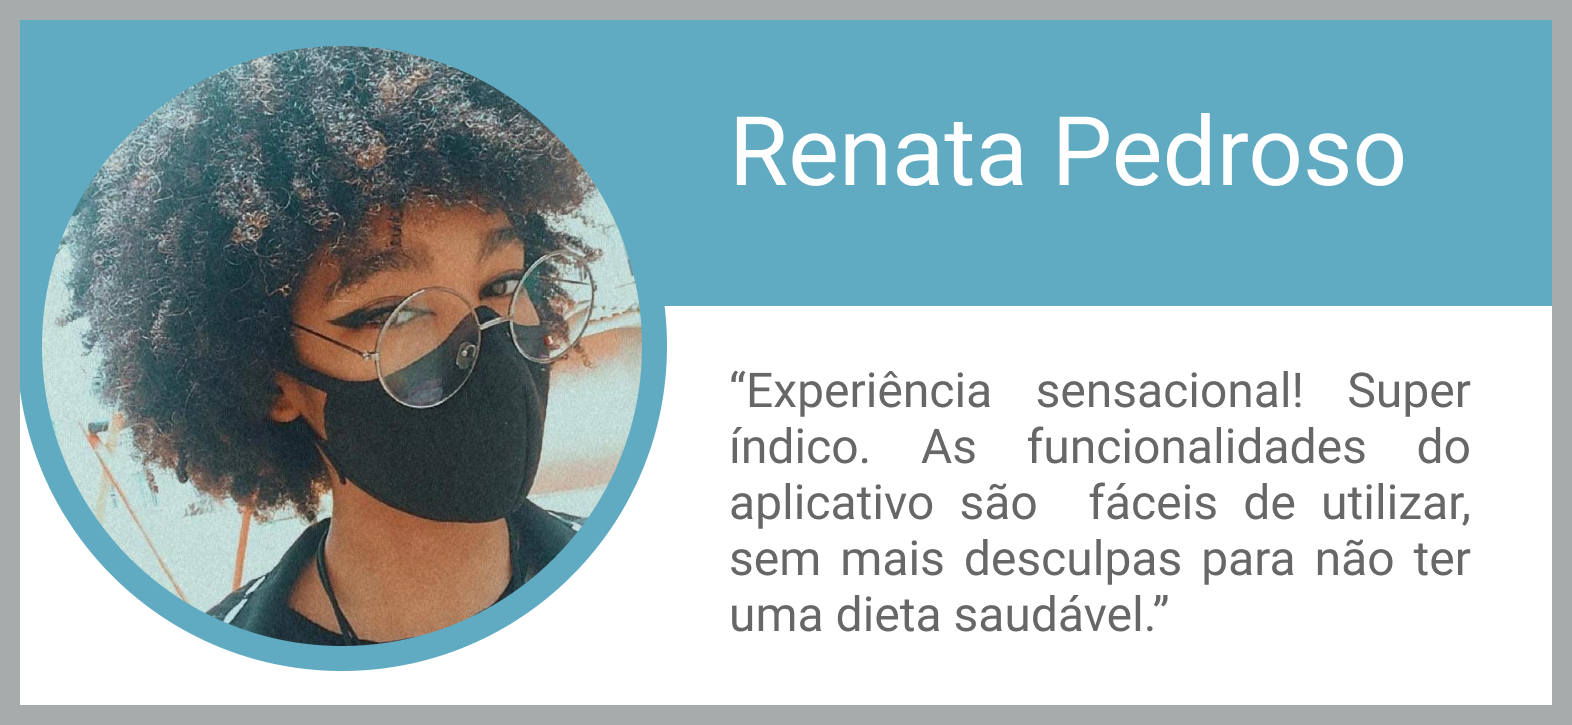 Renata Pedroso
“Experiência sensacional! Super
índico. As funcionalidades do
aplicativo são fáceis de utilizar,
sem mais desculpas para não ter
uma dieta saudável.”